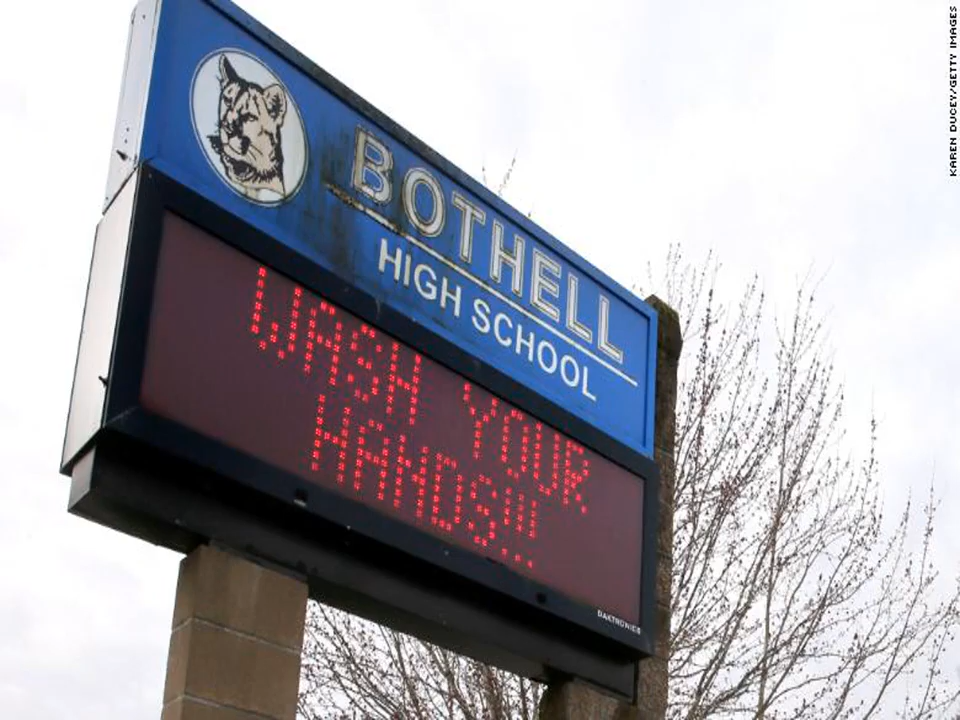 BOTHELL
HIGH SCHOOL
WASH YOUR
HANDS!!!
DAKTRONICS
KAREN DUCEY/GETTY IMAGES